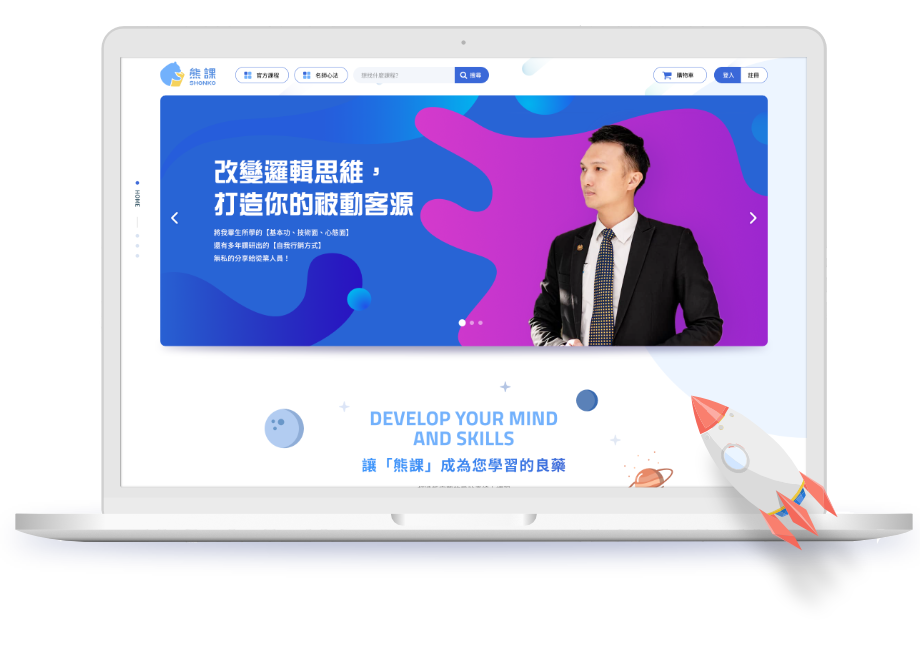 熊課
SHONKO
官方課程
名師心法
想找什麼課程?
搜尋
購物車
登入
註冊
HOME
改變邏輯思維，
打造你的被動客源
將我畢生所學的【基本功、技術面、心態面】
還有多年鑽研出的【自我行銷方式】
無私的分享給從業人員！
DEVELOP YOUR MIND
AND SKILLS
讓「熊課」成為您學習的良藥